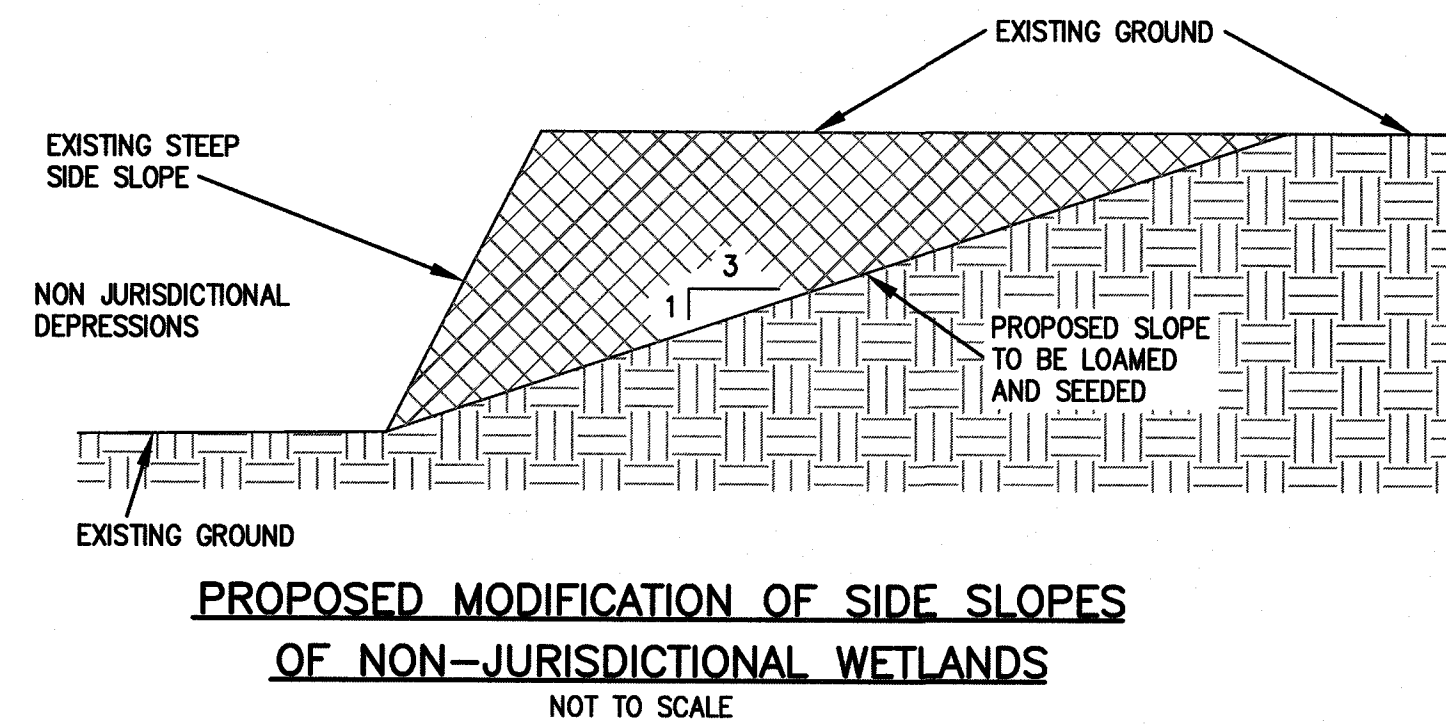 EXISTING GROUND
EXISTING STEEP
SIDE SLOPE
NON JURISDICTIONAL
DEPRESSIONS
3
1
PROPOSED SLOPE
TO BE LOAMED
AND SEEDED
EXISTING GROUND
PROPOSED MODIFICATION OF SIDE SLOPES
OF NON-JURISDICTIONAL WETLANDS
NOT TO SCALE